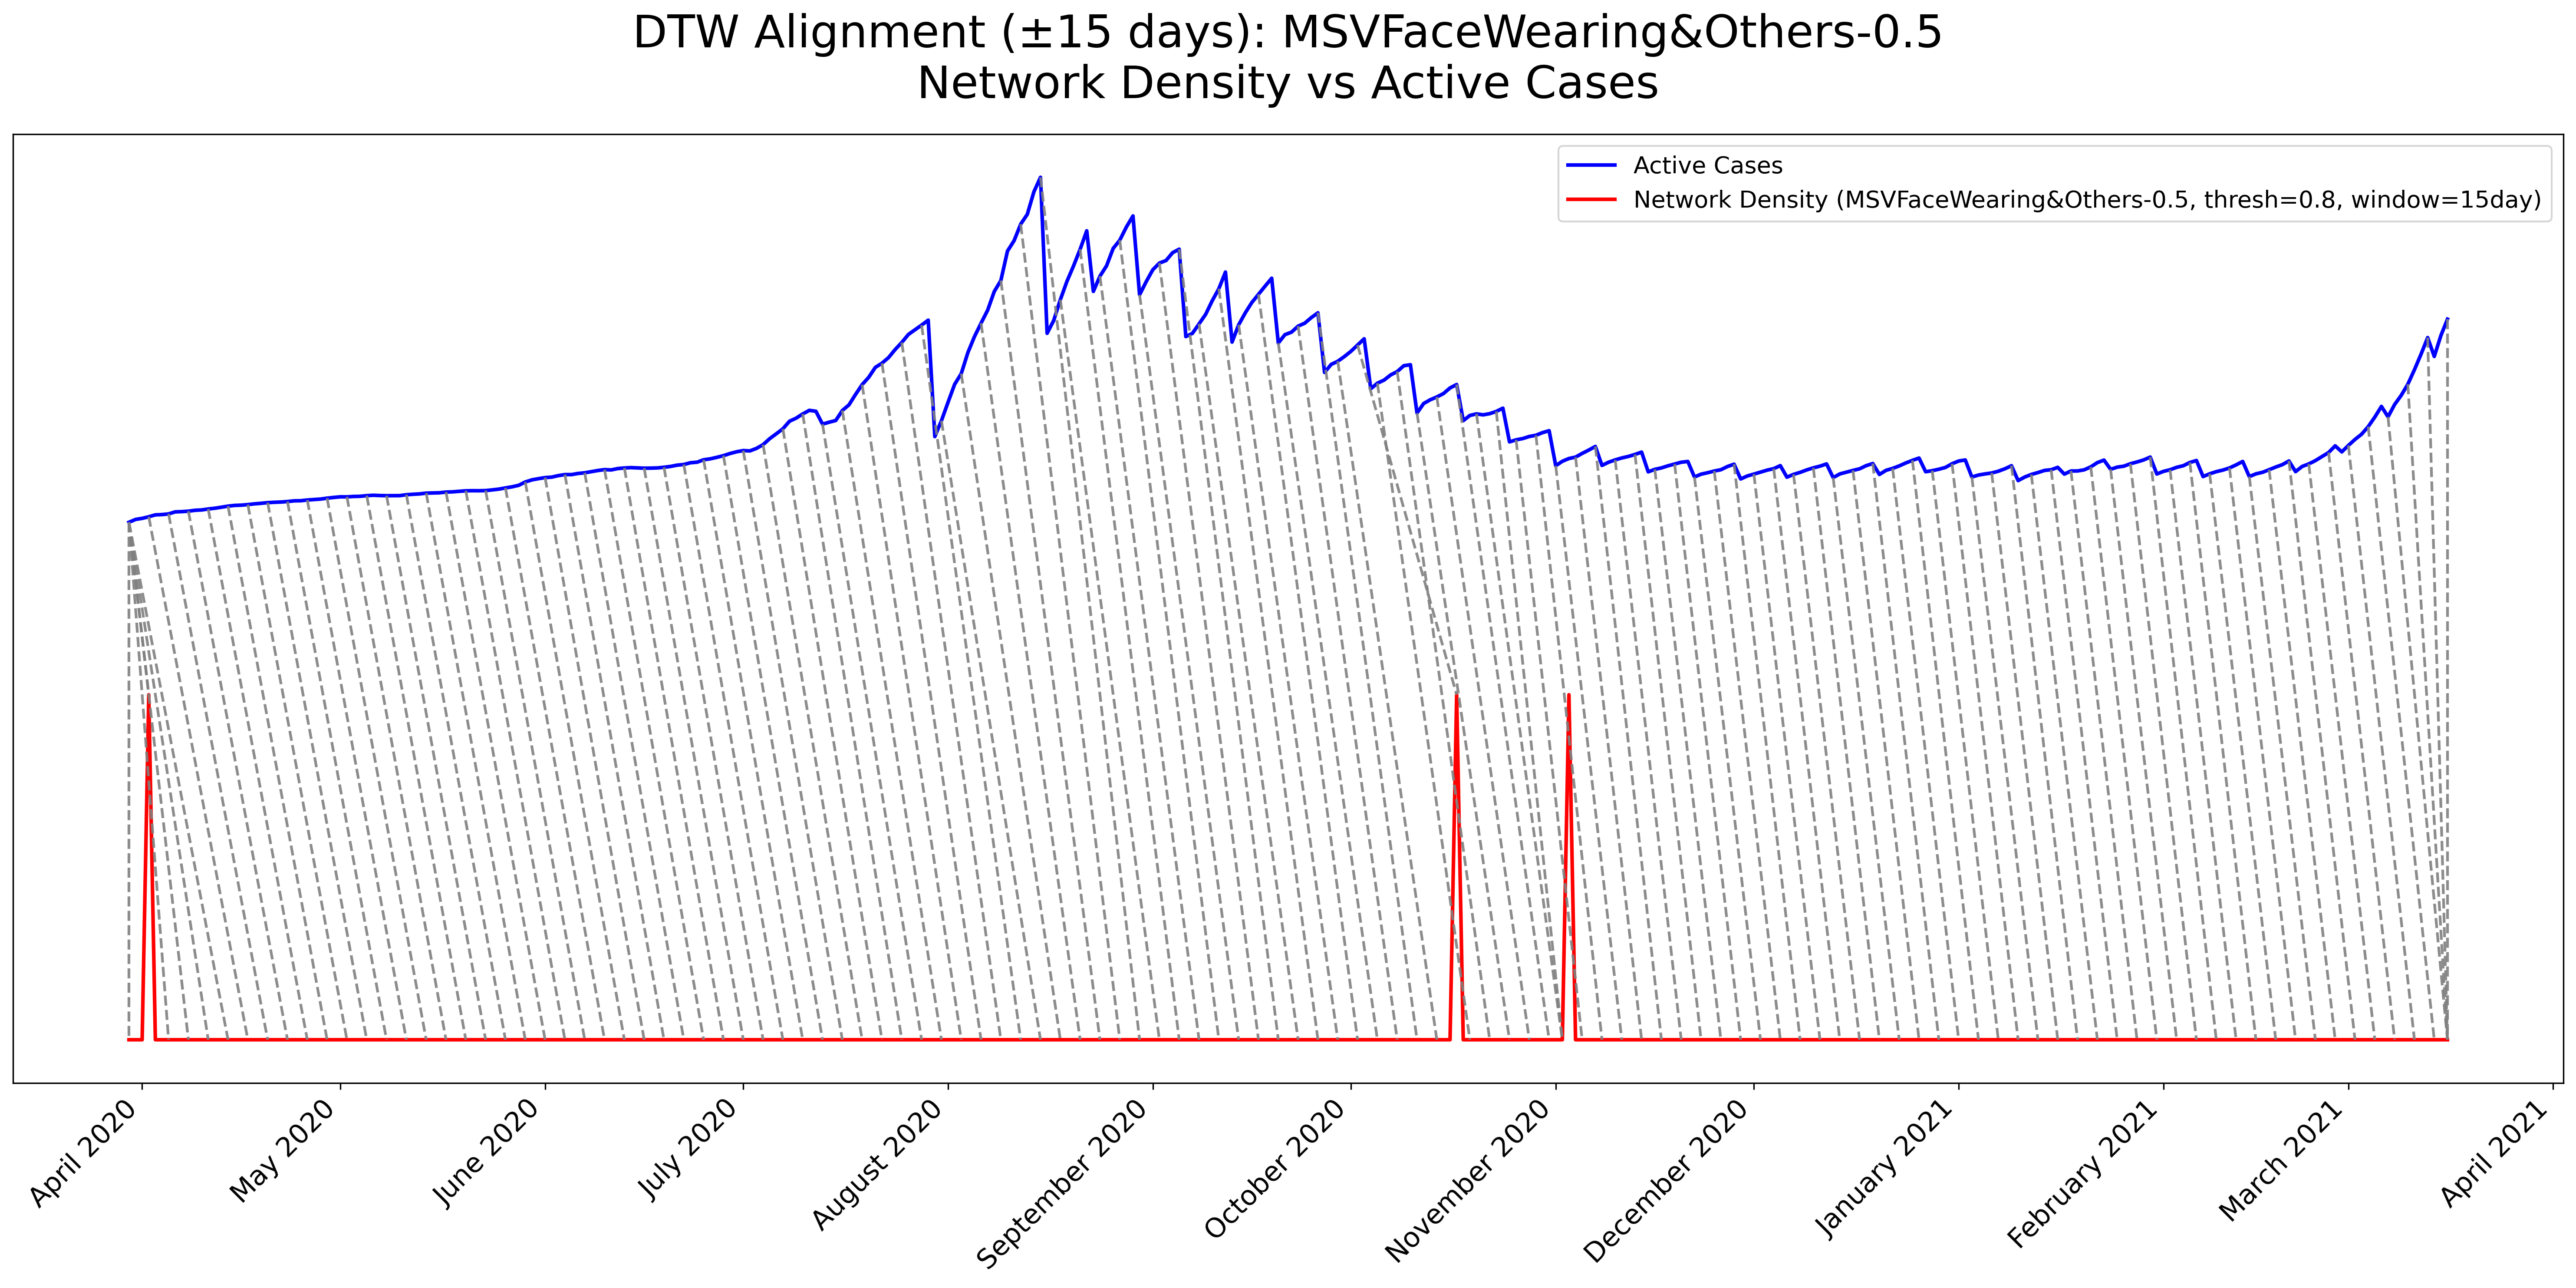 DTW Alignment (±15 days): MSVFaceWearing&Others-0.5
Network Density vs Active Cases
Active Cases
Network Density (MSVFaceWearing&Others-0.5, thresh=0.8, window=15day)
April 2020
May 2020
June 2020
July 2020
August 2020
September 2020
October 2020
November 2020
December 2020
January 2021
February 2021
March 2021
April 2021